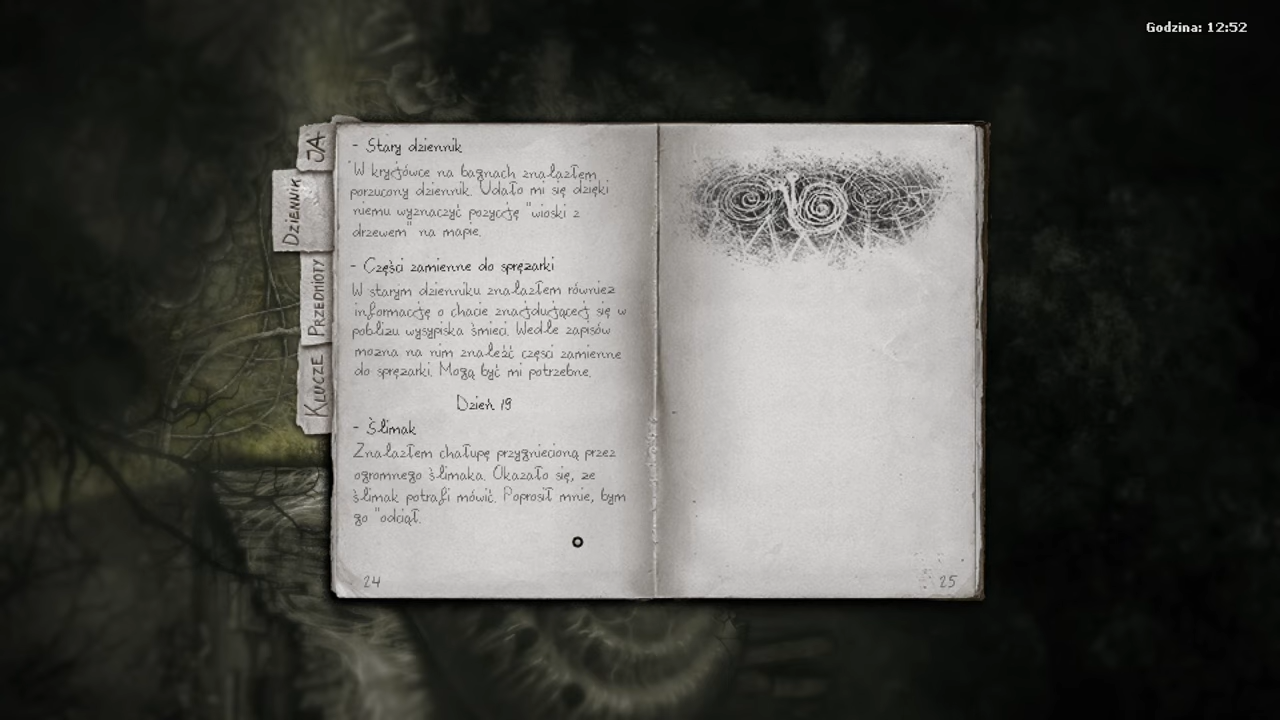 Godzina: 12:52
JA
DZIENNIK
PRZEDMIOTY
KLUCZE
- Stary dziennik
W kryjówce na bagnach znalazłem
porzucony dziennik. Udało mi się dzięki
niemu wyznaczyć pozycję "wioski z
drzewem" na mapie.
- Części zamienne do sprężarki
W starym dzienniku znalazłem również
informację o chacie znajdującej się w
pobliżu wysypiska śmieci. Wedle zapisów
można na nim znaleźć części zamienne
do sprężarki. Mogą być mi potrzebne.
Dzień 19
- Ślimak
Znalazłem chałupę przygniecioną przez
ogromnego ślimaka. Okazało się, że
ślimak potrafi mówić. Poprosił mnie, bym
go "odciął".
24
25